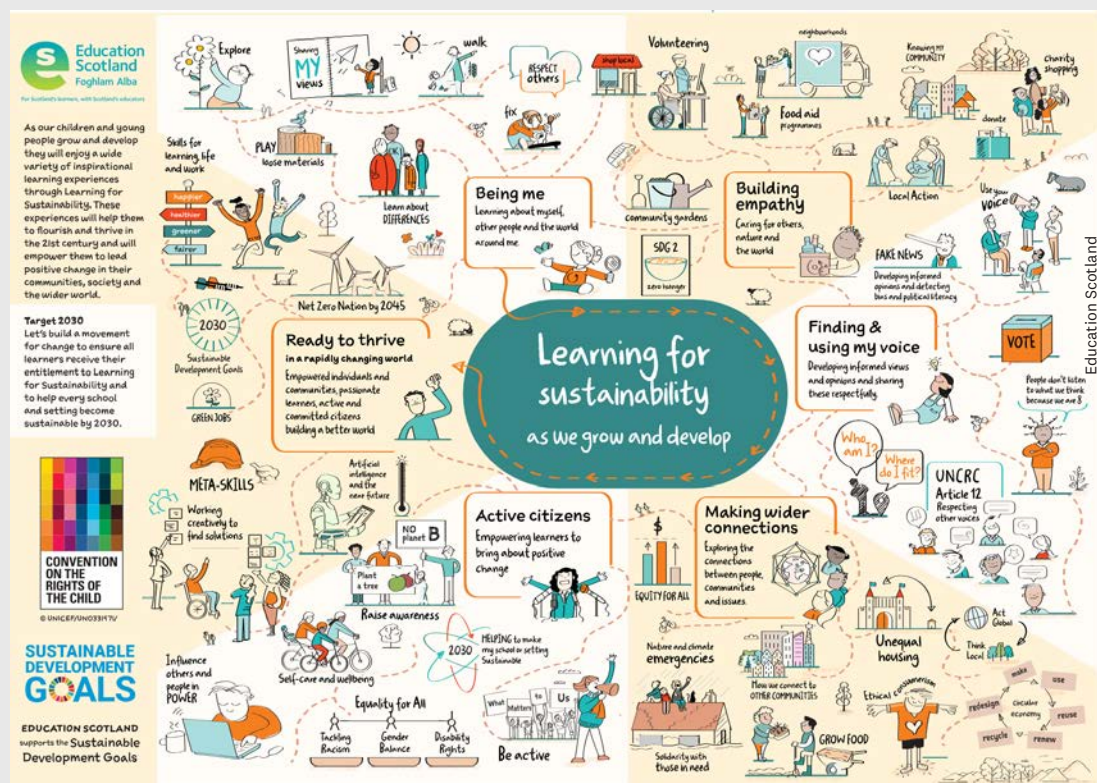 Education
Scotland
Foghlam Alba
For Scotland's learners, with Scotland's educators
As our children and young
people grow and develop
they will enjoy a wide
variety of inspirational
learning experiences
through Learning for
Sustainability. These
experiences will help them
to flourish and thrive in
the 21st century and will
empower them to lead
positive change in their
communities, society and
the wider world.
Target 2030
Let's build a movement
for change to ensure all
learners receive their
entitlement to Learning
for Sustainability and
to help every school
and setting become
sustainable by 2030.
CONVENTION
ON THE
RIGHTS OF
THE CHILD
SUSTAINABLE
DEVELOPMENT
GOALS
EDUCATION SCOTLAND
supports the Sustainable
Development Goals
Learning for
sustainability
as we grow and develop
Being me
Learning about myself,
other people and the world
around me
Explore
Sharing
MY
views
walk
RESPECT
others
shop local
fix
PLAY
loose materials
Learn about
DIFFERENCES
Building
empathy
Caring for others,
nature and
the world
Volunteering
neighbourhoods
Food aid
programmes
Knowing my
COMMUNITY
Charity
shopping
donate
Local Action
community gardens
SDG 2
zero hunger
Finding &
using my voice
Developing informed views
and opinions and sharing
these respectfully.
Use your
VOICE
FAKE NEWS
Developing informed
opinions and detecting
bias and political literacy
VOTE
People don't listen
to what we think
because we are 8
Who
am I?
Where
do I fit?
UNCRC
Article 12
Respecting
other voices
Making wider
connections
Exploring the
connections
between people,
communities
and issues.
EQUITY FOR ALL
$
Nature and climate
emergencies
Solidarity with
those in need
How we connect to
OTHER COMMUNITIES
GROW FOOD
Unequal
housing
Act
Global
Think
Local
Ethical consumerism
make
use
reuse
renew
recycle
redesign
circular
economy
Active citizens
Empowering learners to
bring about positive
change
Artificial
intelligence
and the
near future
NO
planet B
Plant
a tree
Raise awareness
Self-care and wellbeing
2030
HELPING to make
my school or setting
Sustainable
Influence
others and
people in
POWER
Equality for All
Tackling
Racism
Gender
Balance
Disability
Rights
What
Matters
to
Us
Be active
Ready to thrive
in a rapidly changing world
Empowered individuals and
communities, passionate
learners, active and
committed citizens
building a better world
Skills for
learning, life
and work
happier
healthier
greener
fairer
Net Zero Nation by 2045
2030
Sustainable
Development Goals
GREEN JOBS
META-SKILLS
Working
creatively to
find solutions
Education Scotland